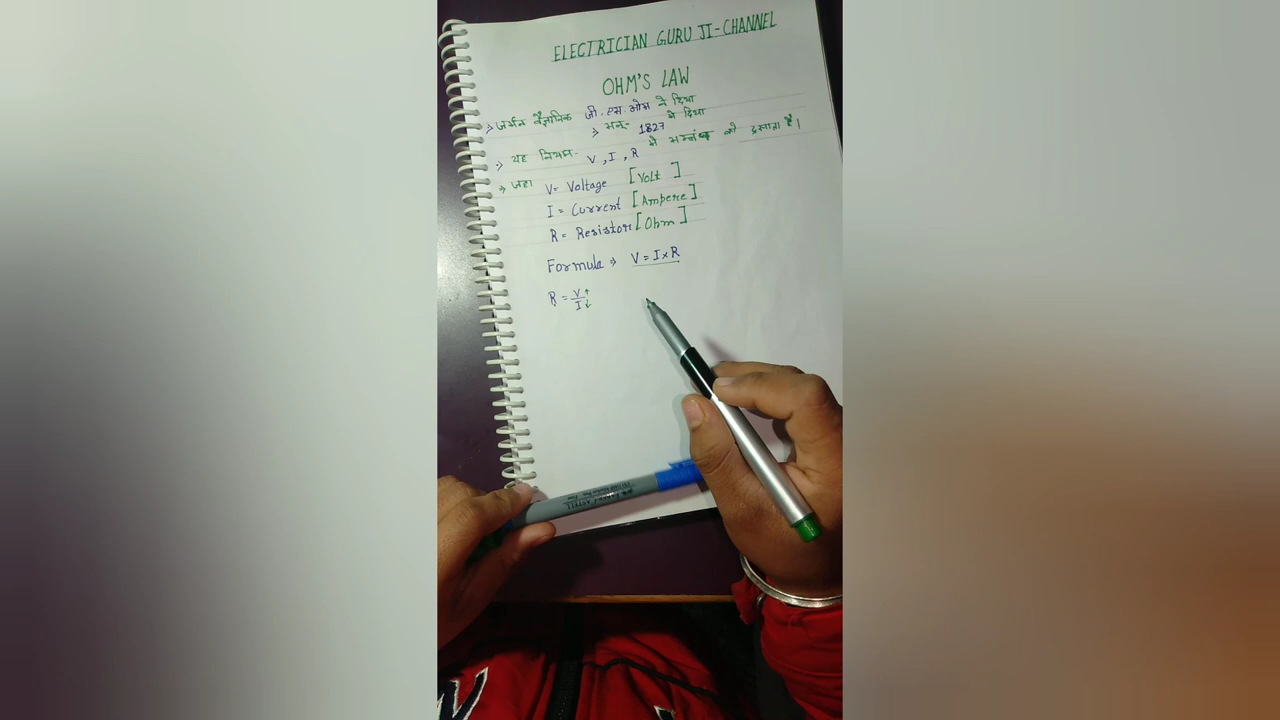 ELECTRICIAN GURU JI-CHANNEL
OHM'S LAW
⇒ जर्मन वैज्ञानिक जी.एस.ओम ने दिया
⇒ सन- 1827 में दिया
⇒ यह नियम- V, I, R में सम्बंध को दर्शाता है।
⇒ जहा V= Voltage [Volt]
I = Current [Ampere]
R = Resistor [Ohm]
Formula ⇒ V = I×R
R = V/I ↑↓